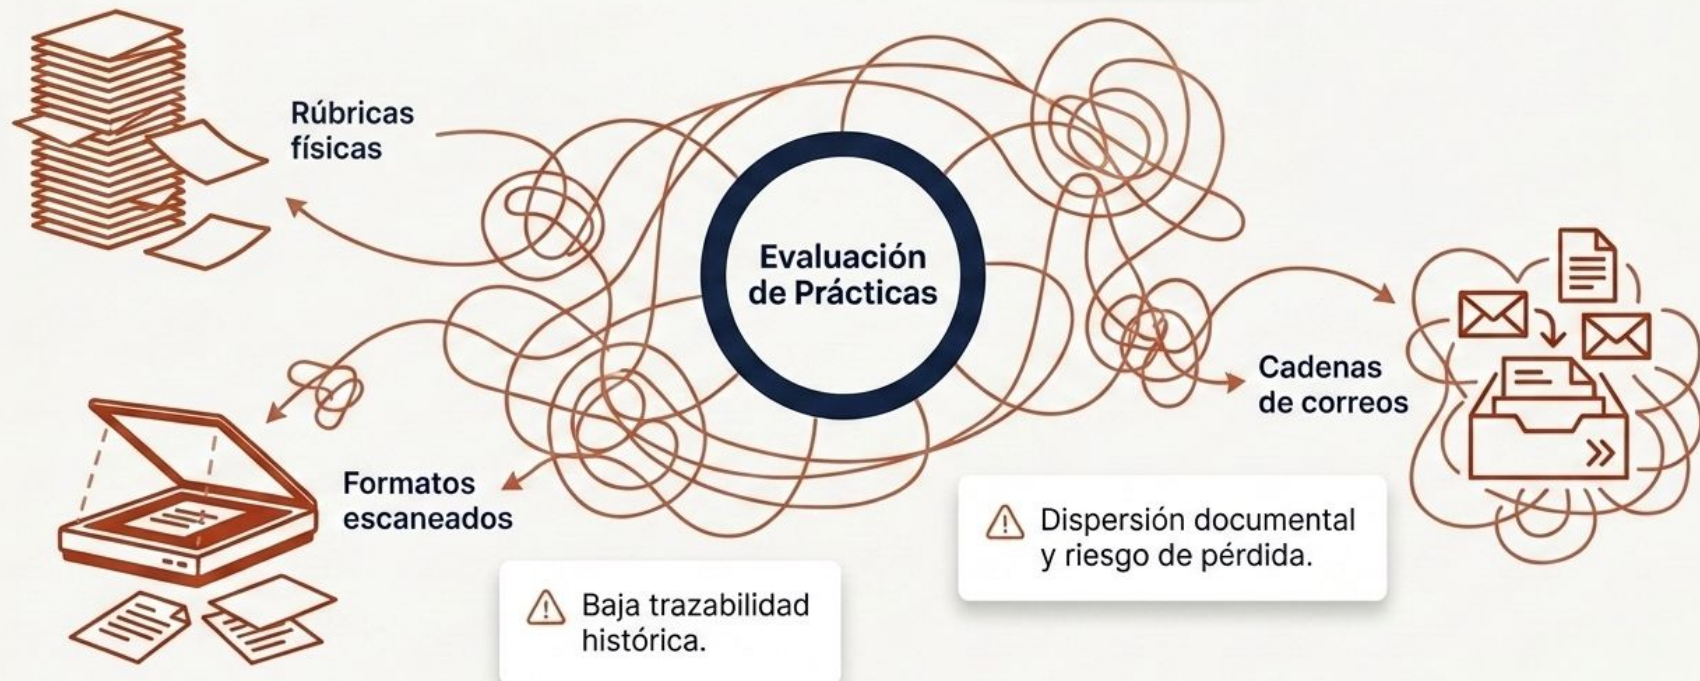 Rúbricas
físicas
Evaluación
de Prácticas
Cadenas
de correos
Formatos
escaneados
Dispersión documental
y riesgo de pérdida.
Baja trazabilidad
histórica.